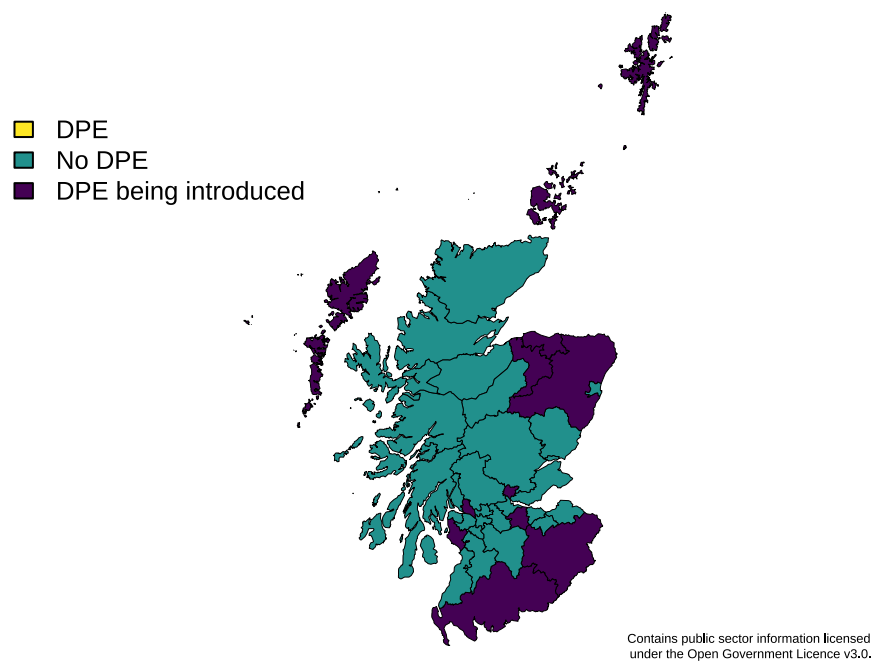 DPE
No DPE
DPE being introduced
Contains public sector information licensed
under the Open Government Licence v3.0.